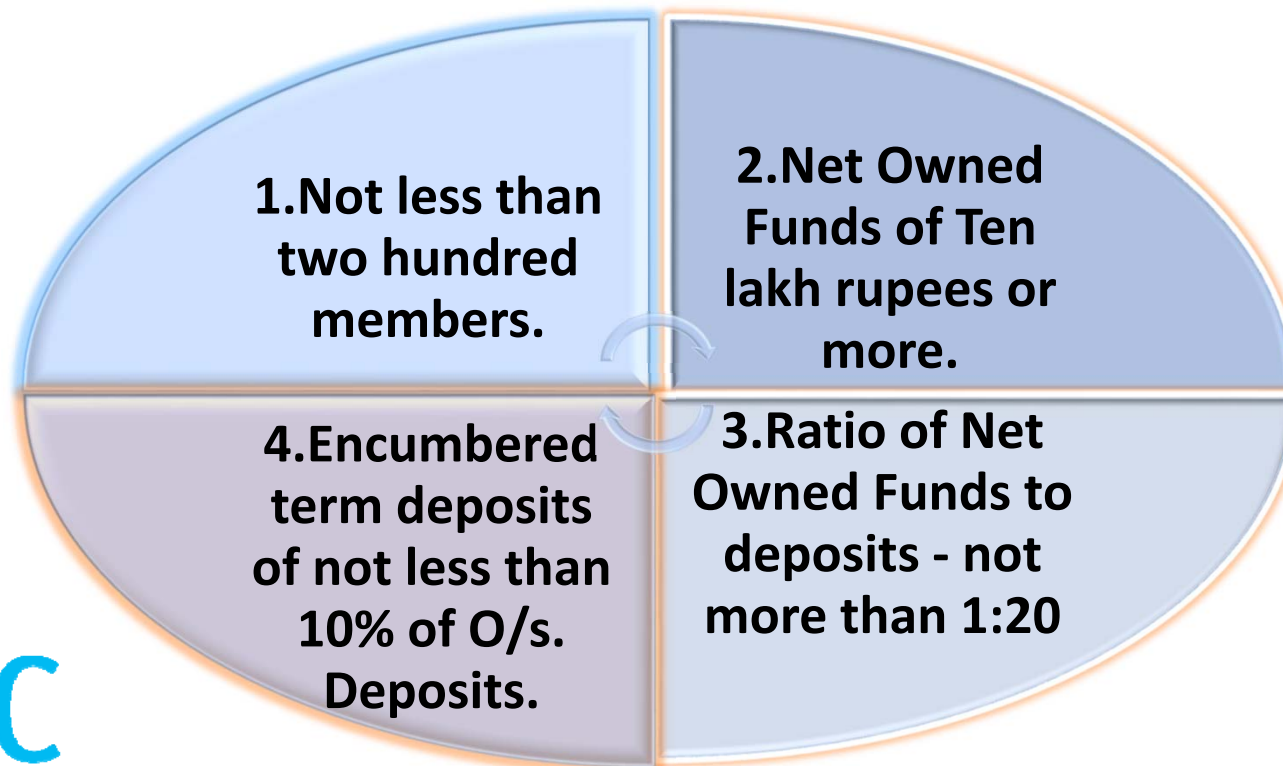 1.Not less than
two hundred
members.
2.Net Owned
Funds of Ten
lakh rupees or
more.
3.Ratio of Net
Owned Funds to
deposits - not
more than 1:20
4.Encumbered
term deposits
of not less than
10% of O/s.
Deposits.
C